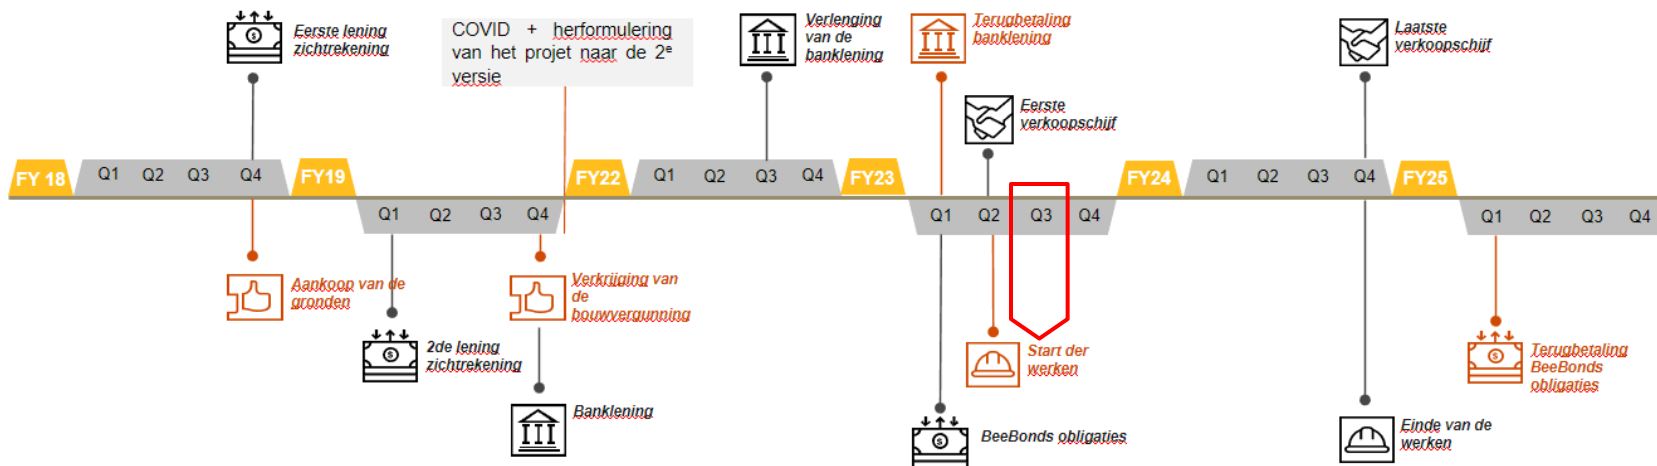 Eerste lening
zichtrekening
COVID + herformulering
van het projet naar de 2e
versie
Verlenging
van de
banklening
Terugbetaling
banklening
Eerste
verkoopschijf
Laatste
verkoopschijf
FY 18 Q1 Q2 Q3 Q4 FY19 FY22 Q1 Q2 Q3 Q4 FY23 FY24 Q1 Q2 Q3 Q4 FY25
Q1 Q2 Q3 Q4 Q1 Q2 Q3 Q4 Q1 Q2 Q3 Q4
Aankoop van de
gronden
Verkrijging van
de
bouwvergunning
2de lening
zichtrekening
Start der
werken
Terugbetaling
BeeBonds
obligaties
Banklening
BeeBonds obligaties
Einde van de
werken